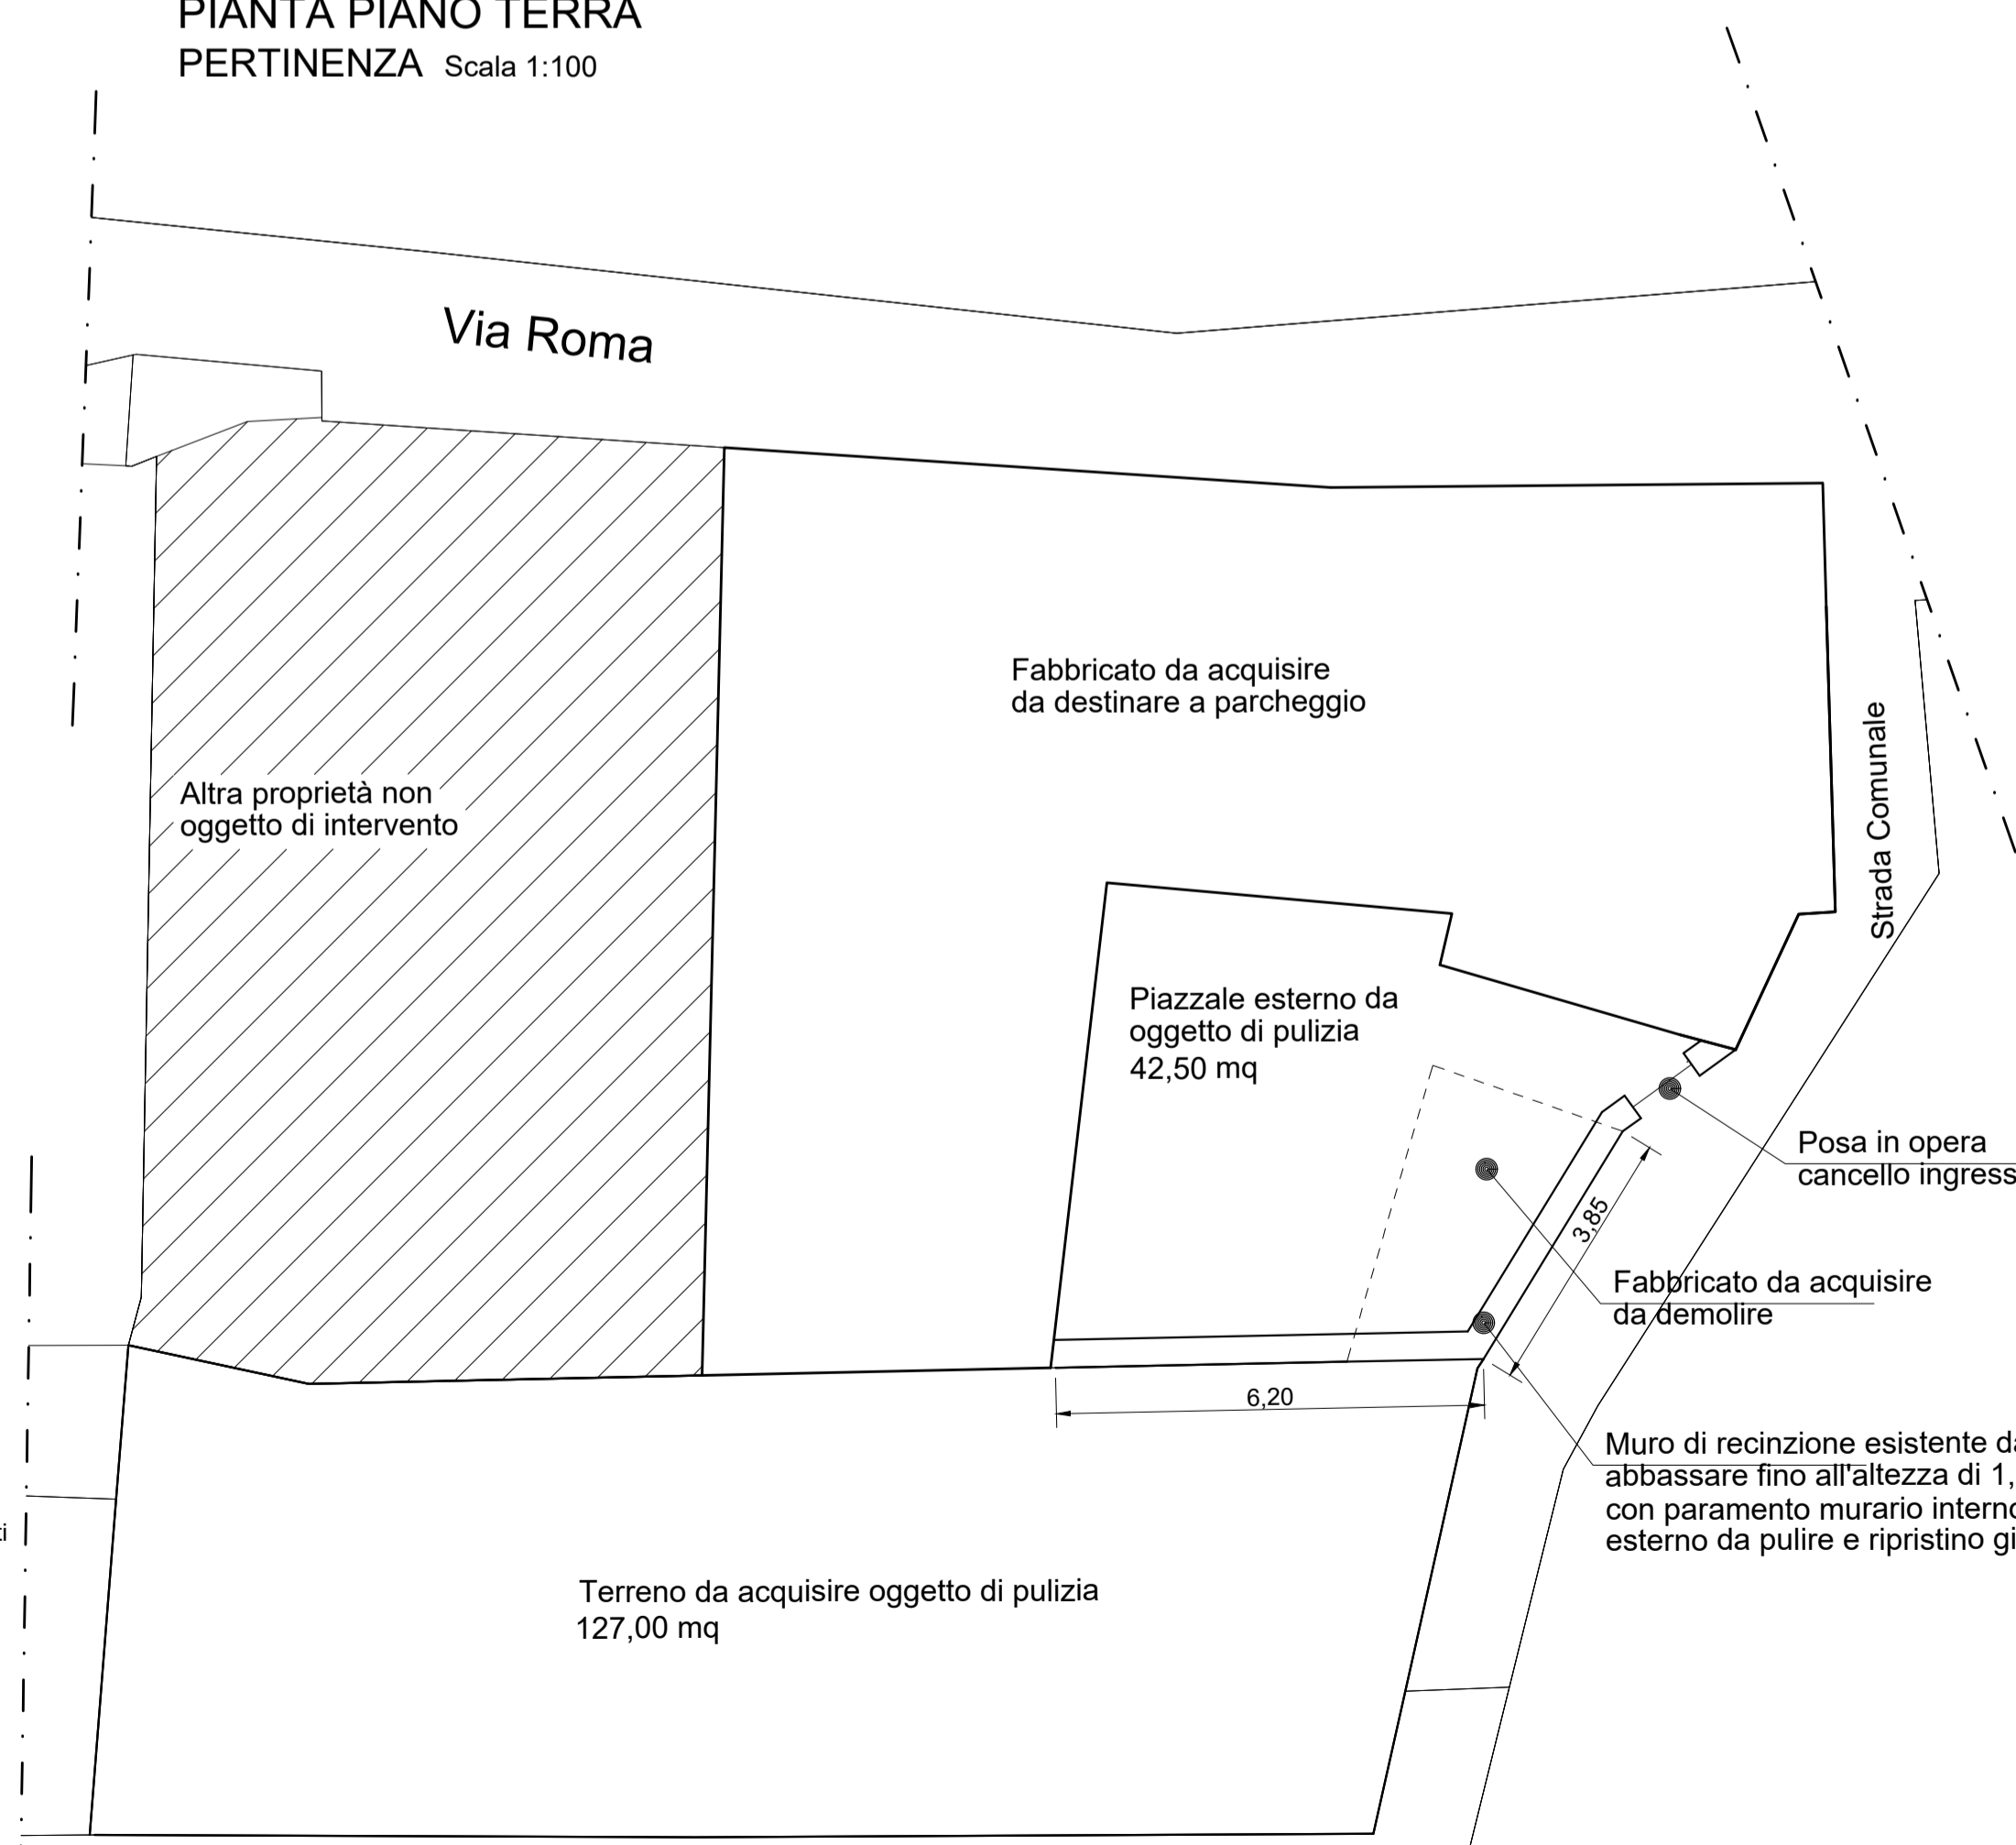 PIANTA PIANO TERRA
PERTINENZA Scala 1:100
Via Roma
Fabbricato da acquisire
da destinare a parcheggio
Strada Comunale
Altra proprietà non
oggetto di intervento
Piazzale esterno da
oggetto di pulizia
42,50 mq
Posa in opera
cancello ingress
3,85
Fabbricato da acquisire
da demolire
6,20
Muro di recinzione esistente da
abbassare fino all'altezza di 1,
con paramento murario interno
esterno da pulire e ripristino gi
Terreno da acquisire oggetto di pulizia
127,00 mq